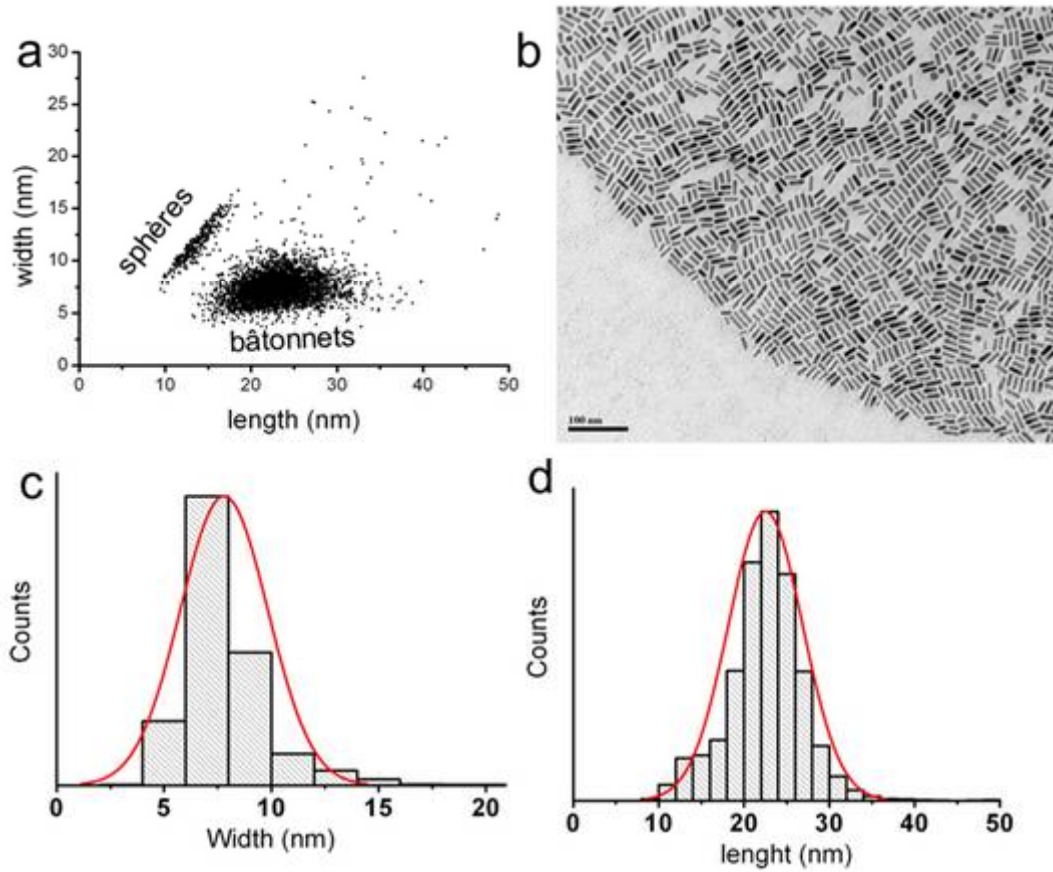 a
30
25
20
15
10
5
0
width (nm)
sphères
bâtonnets
0 10 20 30 40 50
length (nm)
b
100 nm
c
Counts
0 5 10 15 20
Width (nm)
d
Counts
0 10 20 30 40 50
lenght (nm)